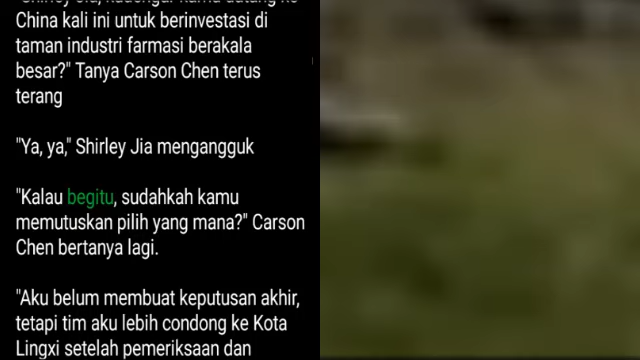 China kali ini untuk berinvestasi di
taman industri farmasi berakala
besar?" Tanya Carson Chen terus
terang
"Ya, ya," Shirley Jia mengangguk
"Kalau begitu, sudahkah kamu
memutuskan pilih yang mana?" Carson
Chen bertanya lagi.
"Aku belum membuat keputusan akhir,
tetapi tim aku lebih condong ke Kota
Lingxi setelah pemeriksaan dan